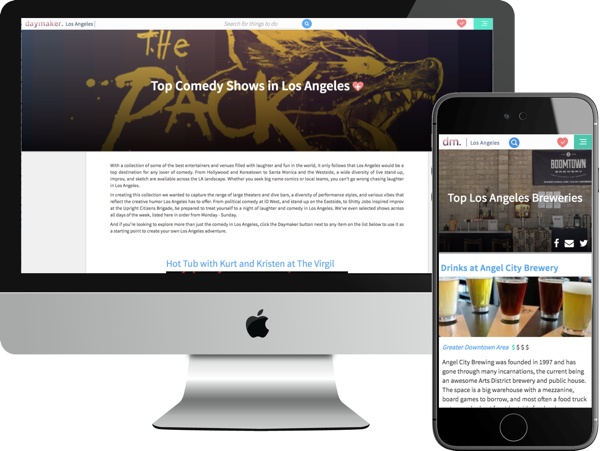 daymaker. Los Angeles |
Search for things to do
THE
PACK
Top Comedy Shows in Los Angeles
With a collection of some of the best entertainers and venues filled with laughter and fun in the world, it only follows that Los Angeles would be a
top destination for any lover of comedy. From Hollywood and Koreatown to Santa Monica and the Westside, a wide diversity of live stand up,
improv, and sketch are available across the LA landscape. Whether you seek big name comics or local teams, you can't go wrong chasing laughter
in Los Angeles.
In creating this collection we wanted to capture the range of large theatres and dive bars, a diversity of performance styles, and various vibes that
reflect the creative humor Los Angeles has to offer. From political comedy at IO West, and stand up on the Eastside, to Shitty Jobs inspired improv
at the Upright Citizens Brigade, be prepared to treat yourself to a night of laughter and comedy in Los Angeles. We've even selected shows across
all days of the week, listed here in order from Monday - Sunday.
And if you're looking to explore more than just the comedy in Los Angeles, click the Daymaker button next to any item on the list below to use it as
a starting point to create your own Los Angeles adventure.
Hot Tub with Kurt and Kristen at The Virgil
dm. | Los Angeles
BOOMTOWN
Top Los Angeles Breweries
Drinks at Angel City Brewery
Greater Downtown Area $ $ $ $
Angel City Brewing was founded in 1997 and has
gone through many incarnations, the current being
an awesome Arts District brewery and public house.
The space is a big warehouse with a mezzanine,
board games to borrow, and most often a food truck